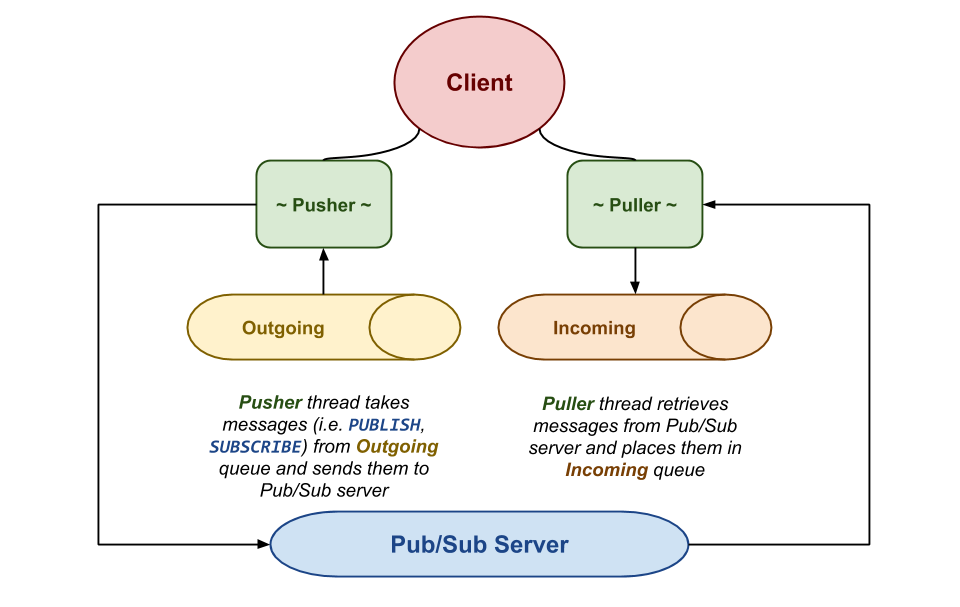 Client
~ Pusher ~
~ Puller ~
Outgoing
Incoming
Pusher thread takes
messages (i.e. PUBLISH,
SUBSCRIBE) from Outgoing
queue and sends them to
Pub/Sub server
Puller thread retrieves
messages from Pub/Sub
server and places them in
Incoming queue
Pub/Sub Server